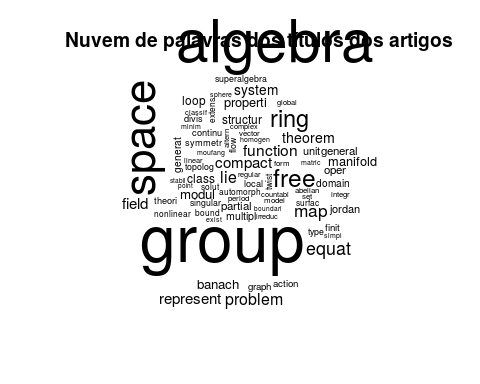 Nuvem de palavras dos títulos dos artigos
algebra
superalgebra
space
sphere
system
loop
extens
properti
global
classif
divis
structur
ring
minim
continu
altern
complex
vector
theorem
generat
symmetr
flow
homogen
function
unit
general
moufang
linear
topolog
compact
form
matric
manifold
stabil
class
lie
regular
twist
free
oper
point
solut
local
domain
modul
automorph
countabl
abelian
integr
field
theori
singular
period
model
set
surfac
partial
map
jordan
nonlinear
bound
boundari
exist
multipl
irreduc
group
type
finit
simpl
equat
banach
graph
action
represent
problem